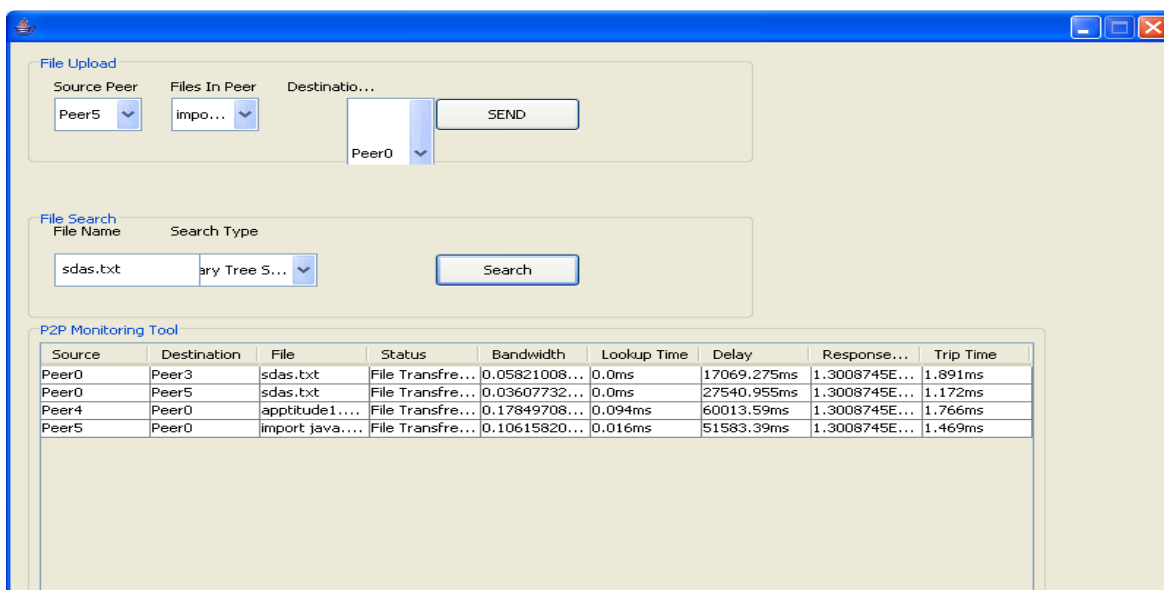 File Upload
Source Peer Files In Peer Destinatio...
Peer5 impo... Peer0 SEND
File Search
File Name Search Type
sdas.txt ary Tree S... Search
P2P Monitoring Tool
Source Destination File Status Bandwidth Lookup Time Delay Response... Trip Time
Peer0 Peer3 sdas.txt File Transfre... 0.05821008... 0.0ms 17069.275ms 1.3008745E... 1.891ms
Peer0 Peer5 sdas.txt File Transfre... 0.03607732... 0.0ms 27540.955ms 1.3008745E... 1.172ms
Peer4 Peer0 apptitude1.... File Transfre... 0.17849708... 0.094ms 60013.59ms 1.3008745E... 1.766ms
Peer5 Peer0 import java.... File Transfre... 0.10615820... 0.016ms 51583.39ms 1.3008745E... 1.469ms